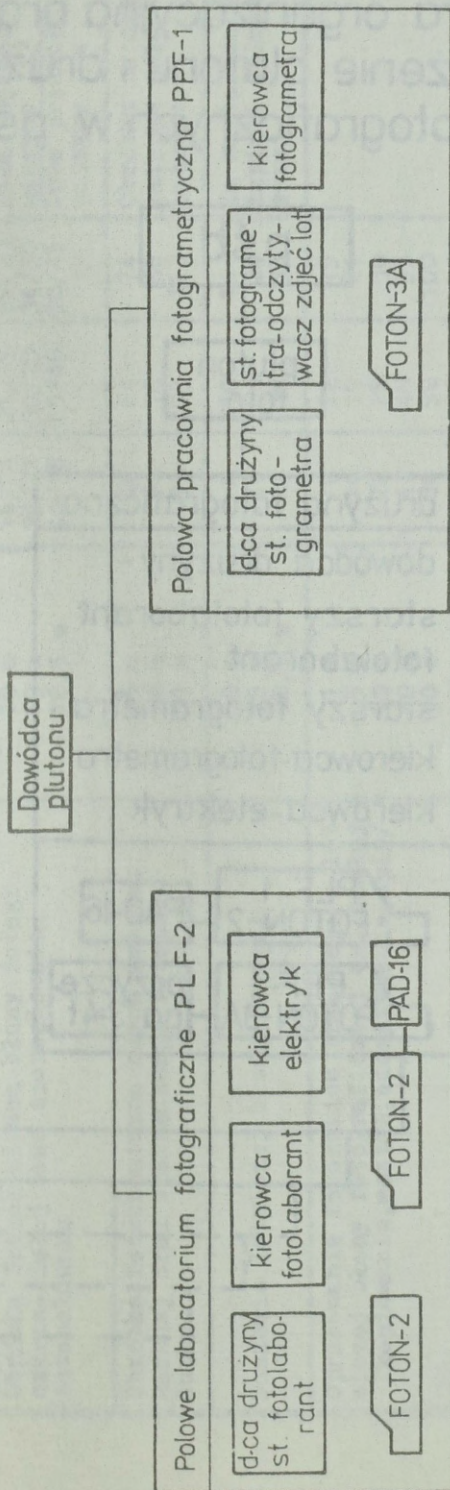 Dowódca
plutonu
Polowe laboratorium fotograficzne PLF-2
d-ca drużyny
st. fotolabo-
rant
kierowca
fotolaborant
kierowca
elektryk
FOTON-2
FOTON-2
PAD-16
Polowa pracownia fotogrametryczna PPF-1
d-ca drużyny
st. foto-
grametra
st. fotograme-
tra-odczyty-
wacz zdjęć lot
kierowca
fotogrametra
FOTON-3A